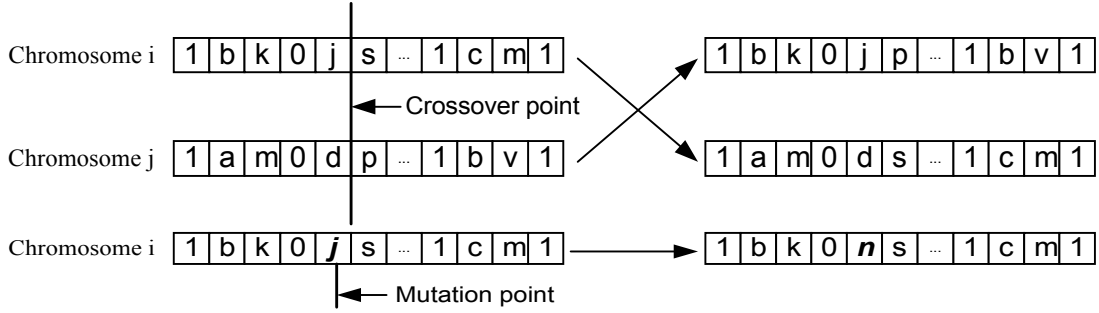 Chromosome i 1 b k 0 j s ... 1 c m 1 1 b k 0 j p ... 1 b v 1
Crossover point
Chromosome j 1 a m 0 d p ... 1 b v 1 1 a m 0 d s ... 1 c m 1
Chromosome i 1 b k 0 j s ... 1 c m 1 1 b k 0 n s ... 1 c m 1
Mutation point